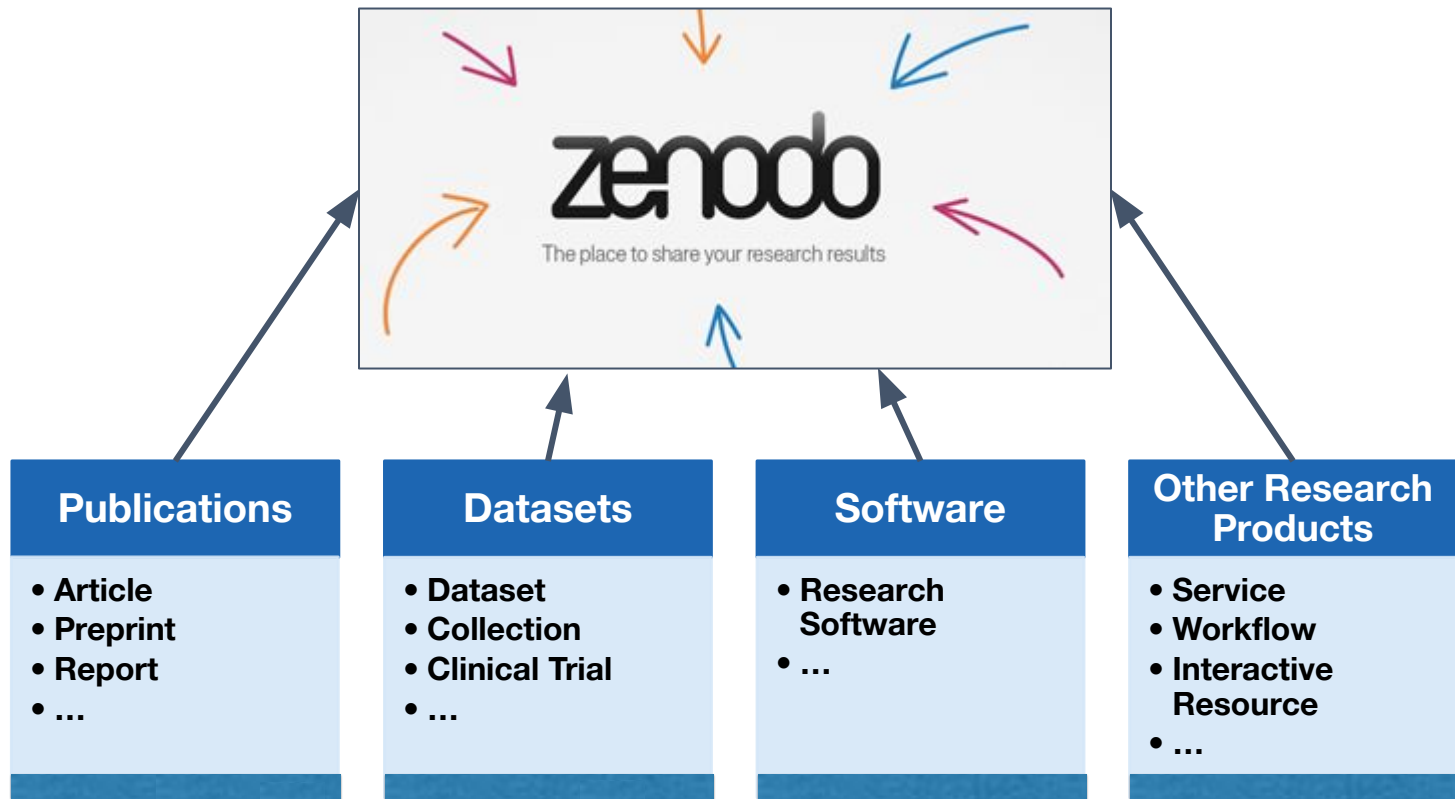 zenodo
The place to share your research results
Publications
• Article
• Preprint
• Report
• ...
Datasets
• Dataset
• Collection
• Clinical Trial
• ...
Software
• Research
Software
• ...
Other Research
Products
• Service
• Workflow
• Interactive
Resource
• ...